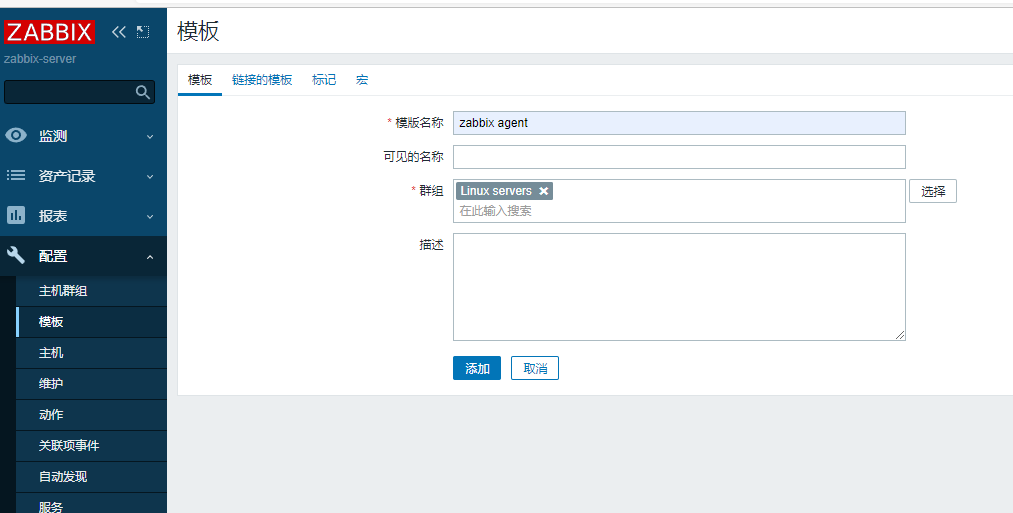 ZABBIX
zabbix-server
监测
资产记录
报表
配置
主机群组
模板
主机
维护
动作
关联项事件
自动发现
服务
模板
模板 链接的模板 标记 宏
* 模版名称 zabbix agent
可见的名称
* 群组 Linux servers 选择
在此输入搜索
描述
添加 取消